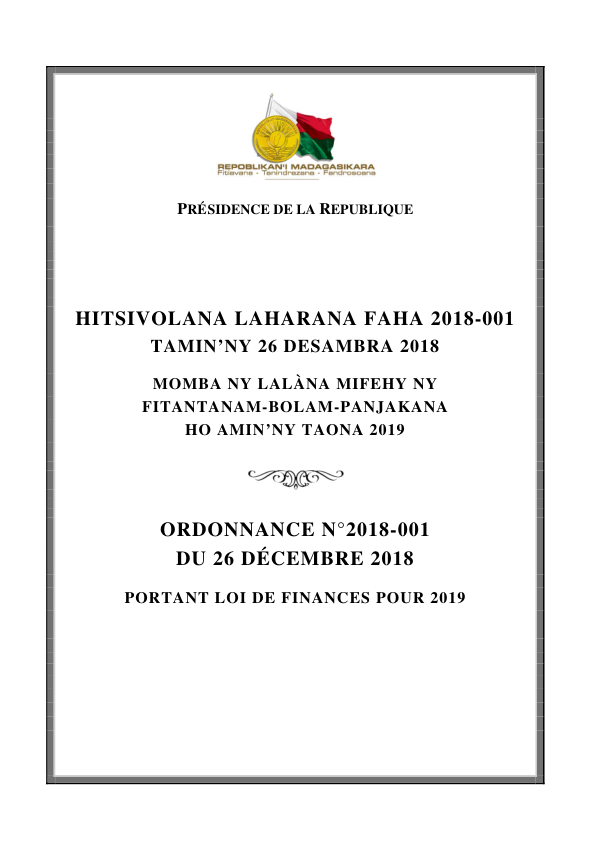 REPOBLIKAN'I MADAGASIKARA
Fitiavana - Tanindrazana - Fandrosoana
PRÉSIDENCE DE LA REPUBLIQUE
HITSIVOLANA LAHARANA FAHA 2018-001
TAMIN’NY 26 DESAMBRA 2018
MOMBA NY LALÀNA MIFEHY NY
FITANTANAM-BOLAM-PANJAKANA
HO AMIN’NY TAONA 2019
ORDONNANCE N°2018-001
DU 26 DÉCEMBRE 2018
PORTANT LOI DE FINANCES POUR 2019